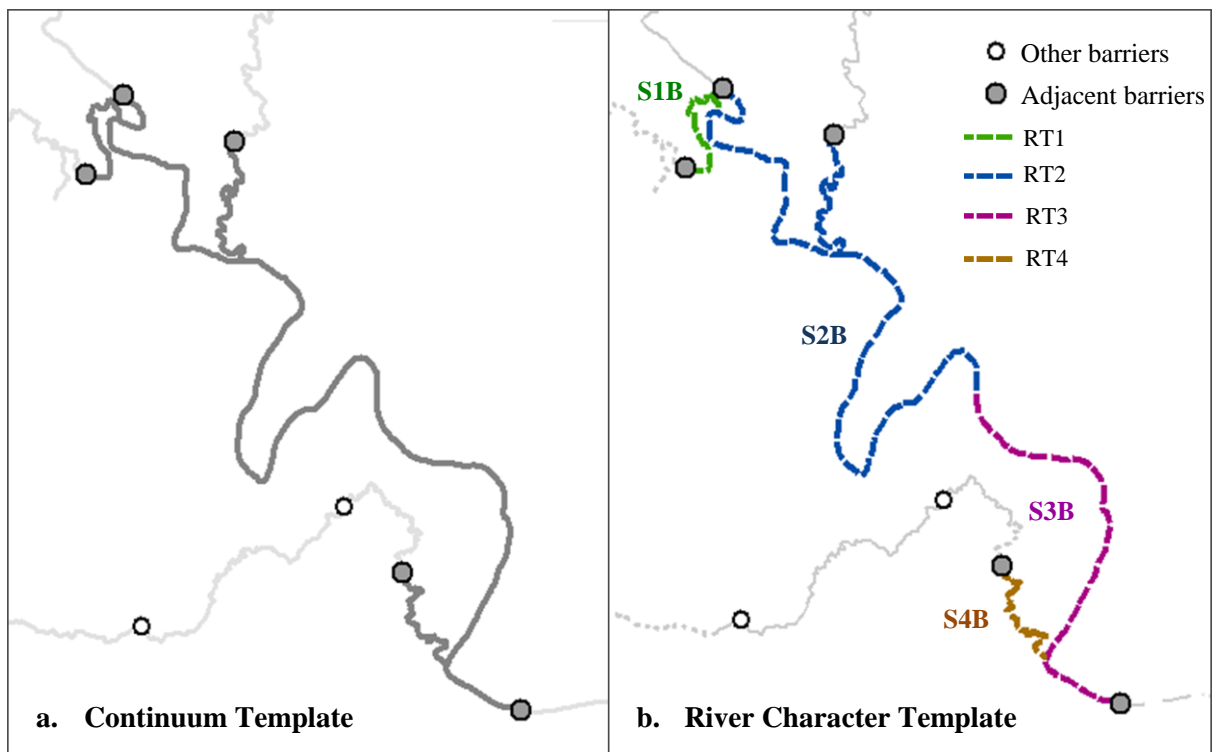 a. Continuum Template
S1B
S2B
S3B
S4B
Other barriers
Adjacent barriers
RT1
RT2
RT3
RT4
b. River Character Template